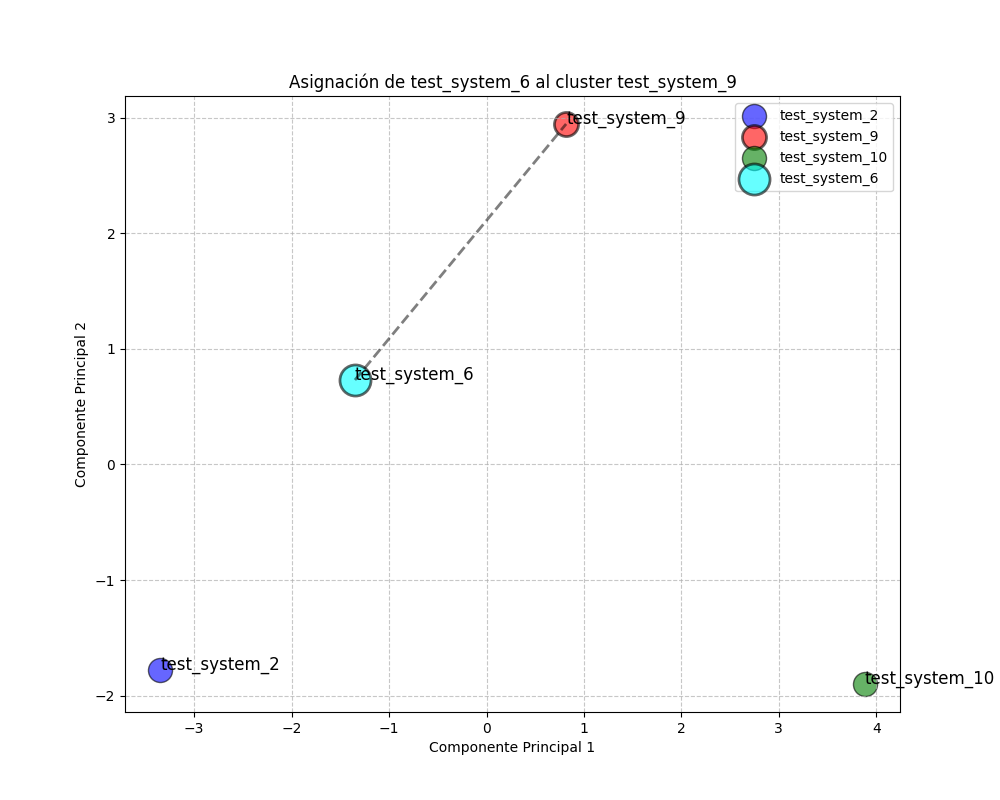 Asignación de test_system_6 al cluster test_system_9
test_system_2
test_system_9
test_system_10
test_system_6
test_system_9
test_system_6
test_system_2
test_system_10
3
2
1
0
−1
−2
−3
−2
−1
0
1
2
3
4
Componente Principal 2
Componente Principal 1